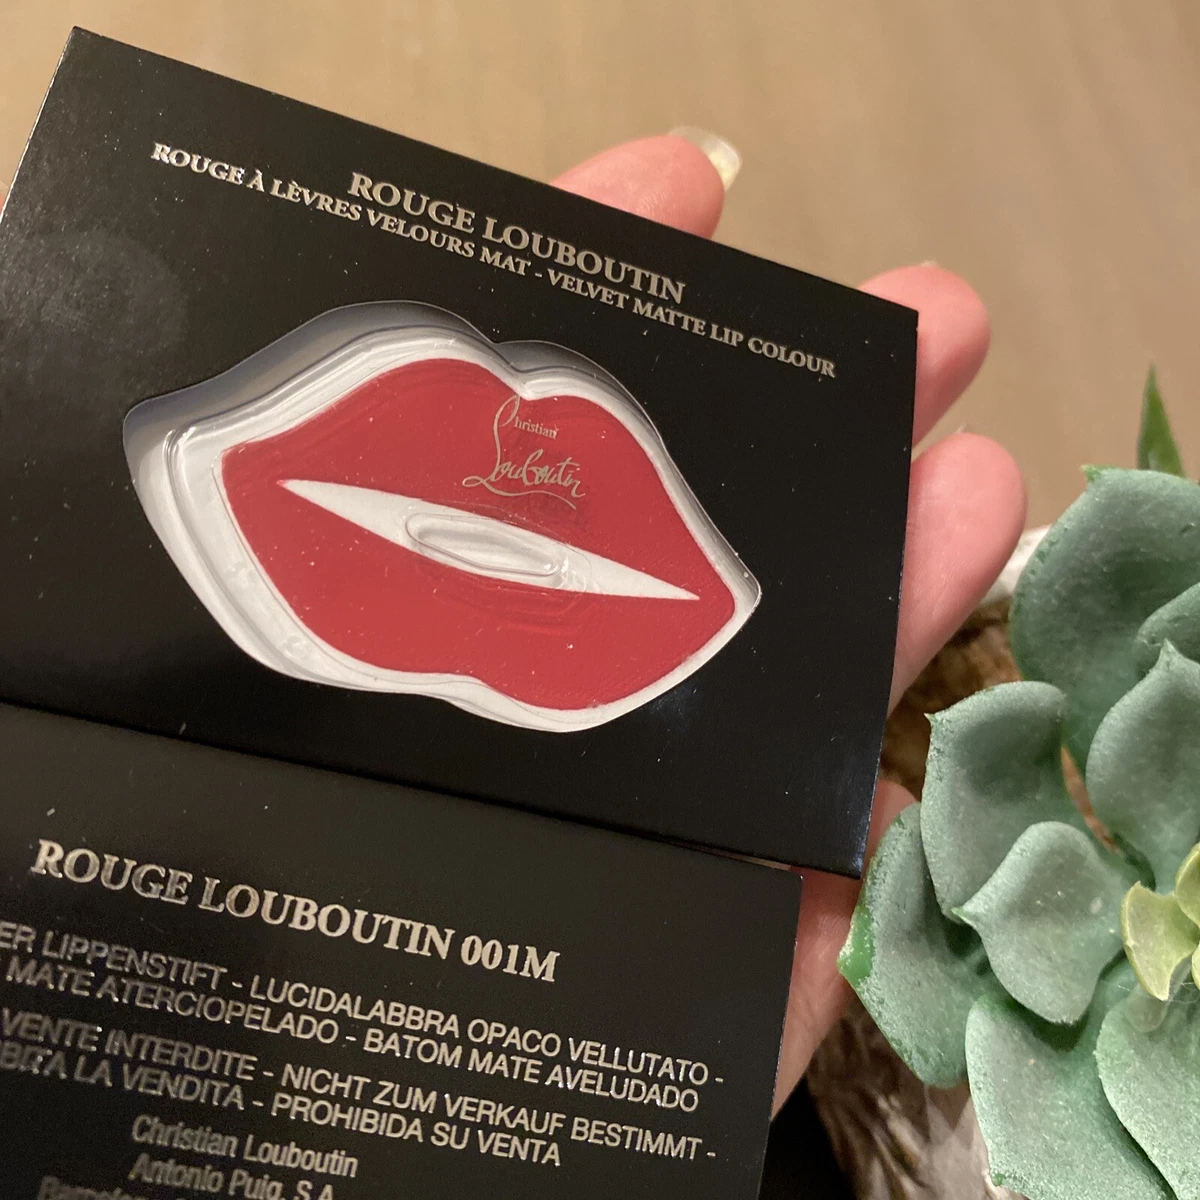 ROUGE LOUBOUTIN
ROUGE À LÈVRES VELOURS MAT - VELVET MATTE LIP COLOUR
Christian
Louboutin
ROUGE LOUBOUTIN 001M
LIPPENSTIFT - LUCIDALABBRA OPACO VELLUTATO -
MATE ATERCIOPELADO - BATOM MATE AVELUDADO
VENTE INTERDITE - NICHT ZUM VERKAUF BESTIMMT -
LA VENDITA - PROHIBIDA SU VENTA
Christian Louboutin
Antonio Puig, S.A.